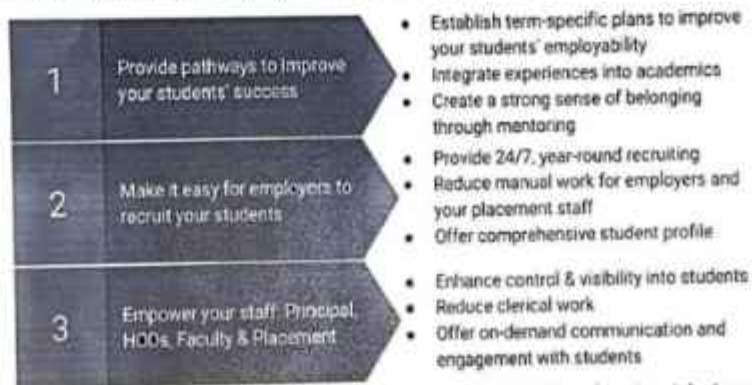 1
Provide pathways to Improve
your students' success
• Establish term-specific plans to improve
your students' employability
• Integrate experiences into academics
• Create a strong sense of belonging
through mentoring
2
Make it easy for employers to
recruit your students
• Provide 24/7, year-round recruiting
• Reduce manual work for employers and
your placement staff
• Offer comprehensive student profile
3
Empower your staff: Principal,
HODs, Faculty & Placement
• Enhance control & visibility into students
• Reduce clerical work
• Offer on-demand communication and
engagement with students